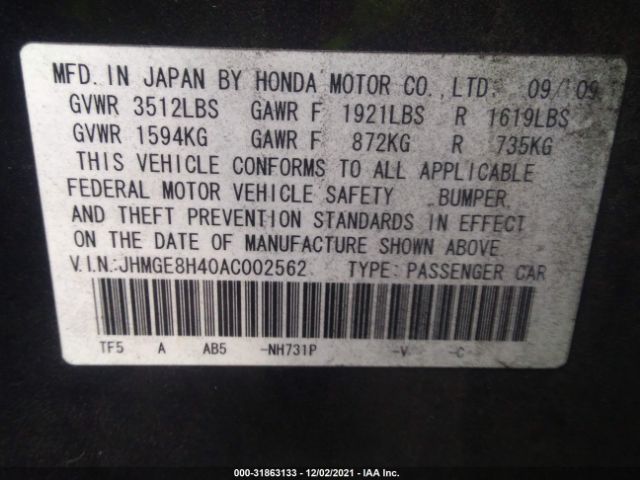 MFD. IN JAPAN BY HONDA MOTOR CO., LTD. 09/09
GVWR 3512LBS GAWR F 1921LBS R 1619LBS
GVWR 1594KG GAWR F 872KG R 735KG
THIS VEHICLE CONFORMS TO ALL APPLICABLE
FEDERAL MOTOR VEHICLE SAFETY BUMPER
AND THEFT PREVENTION STANDARDS IN EFFECT
ON THE DATE OF MANUFACTURE SHOWN ABOVE.
V.I.N.: JHMGE8H40AC002562 TYPE: PASSENGER CAR
TF5 A AB5 -NH731P -V -C
000-31863133 - 12/02/2021 - IAA Inc.